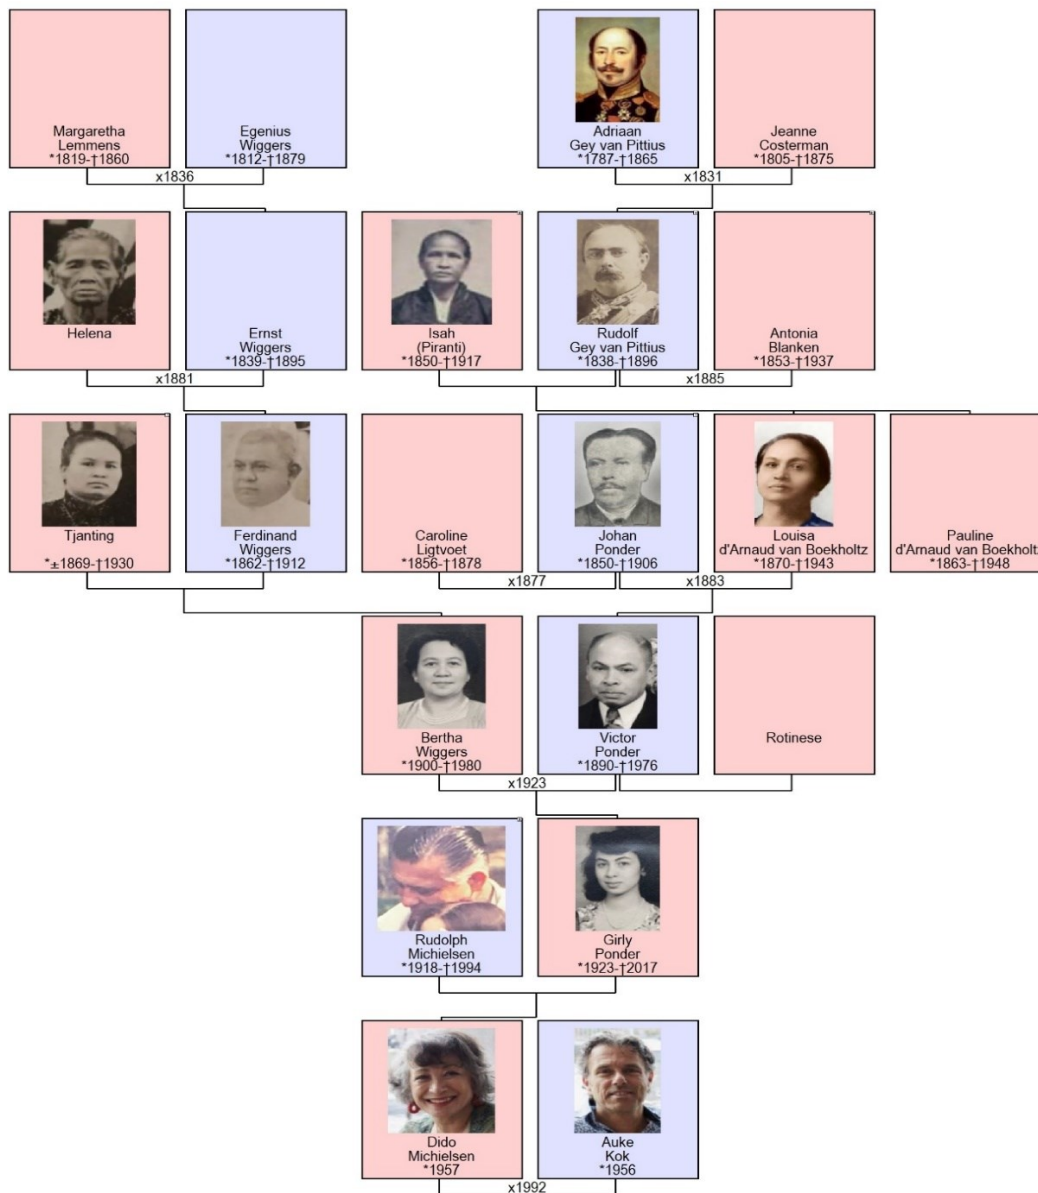 Margaretha
Lemmens
*1819-†1860
Egenius
Wiggers
*1812-†1879
Adriaan
Gey van Pittius
*1787-†1865
Jeanne
Costerman
*1805-†1875
x1836
x1831
Helena
Ernst
Wiggers
*1839-†1895
Isah
(Piranti)
*1850-†1917
Rudolf
Gey van Pittius
*1838-†1896
Antonia
Blanken
*1853-†1937
x1881
x1885
Tjanting
*±1869-†1930
Ferdinand
Wiggers
*1862-†1912
Caroline
Ligtvoet
*1856-†1878
Johan
Ponder
*1850-†1906
Louisa
d'Arnaud van Boekholtz
*1870-†1943
Pauline
d'Arnaud van Boekholtz
*1863-†1948
x1877
x1883
Bertha
Wiggers
*1900-†1980
Victor
Ponder
*1890-†1976
Rotinese
x1923
Rudolph
Michielsen
*1918-†1994
Girly
Ponder
*1923-†2017
Dido
Michielsen
*1957
Auke
Kok
*1956
x1992